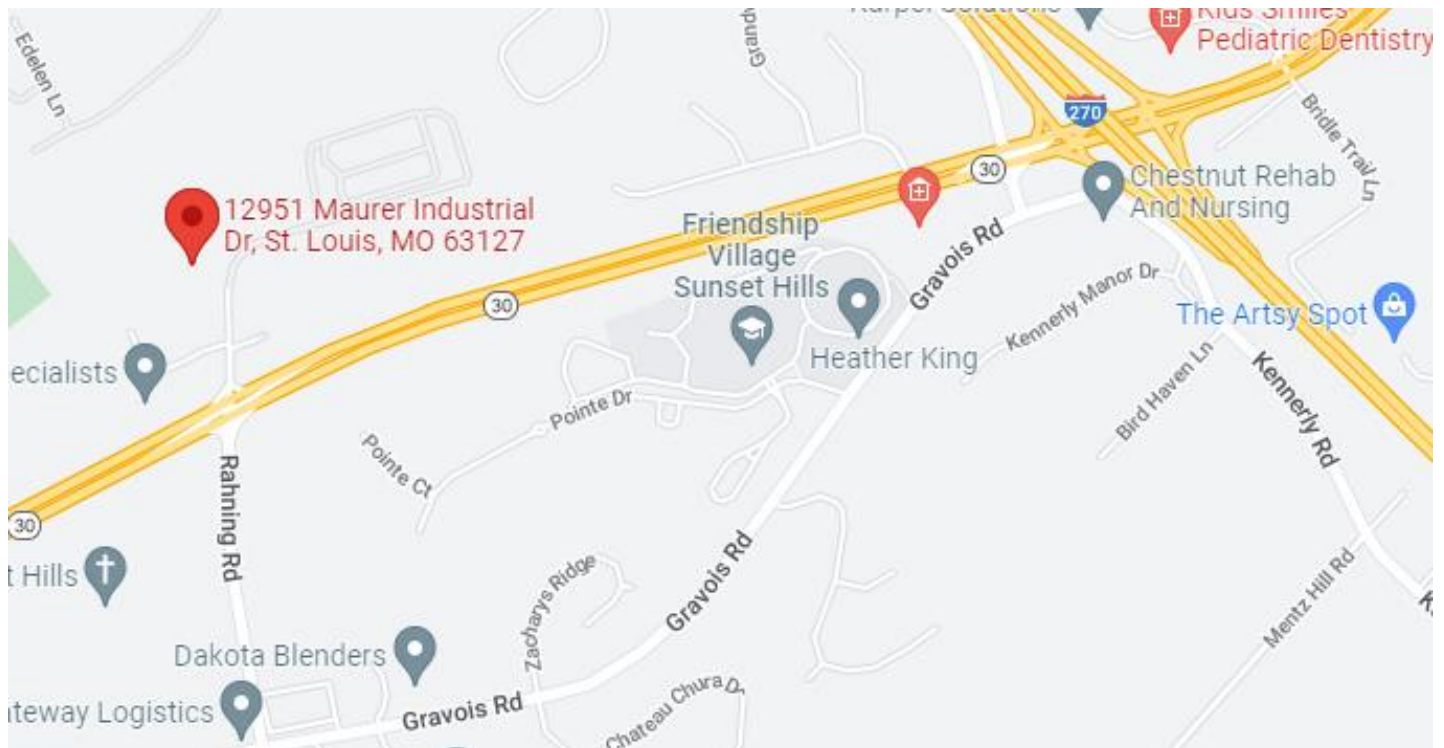 Karpel Solutions
Kids Smiles
Pediatric Dentistry
Edelen Ln
270
Bridle Trail Ln
30
Chestnut Rehab
And Nursing
12951 Maurer Industrial
Dr, St. Louis, MO 63127
Friendship
Village
Sunset Hills
Gravois Rd
Kennerly Manor Dr
30
The Artsy Spot
Heather King
ecialists
Pointe Dr
Bird Haven Ln
Kennerly Rd
Pointe Ct
Rahning Rd
30
t Hills
Zacharys Ridge
Gravois Rd
Mentz Hill Rd
Dakota Blenders
ateway Logistics
Gravois Rd
Chateau Chura Dr